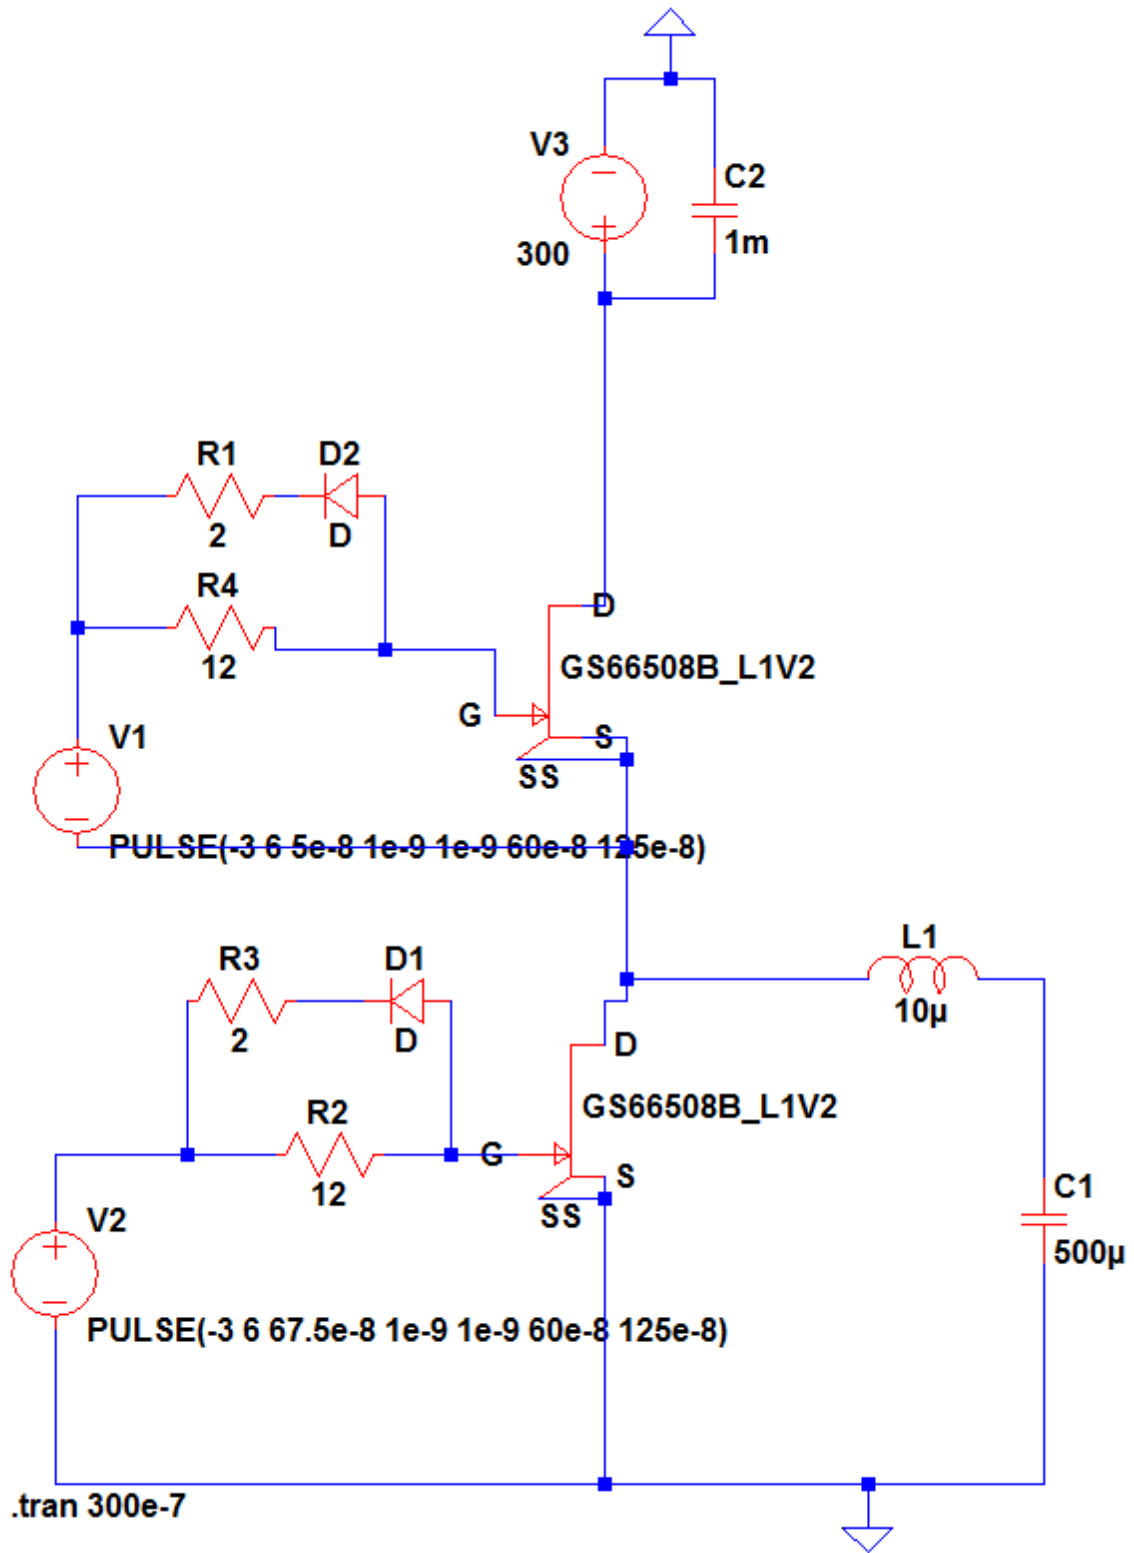 V3
C2
300
1m
R1
D2
2
D
R4
D
12
GS66508B_L1V2
G
V1
S
SS
PULSE(-3 6 5e-8 1e-9 1e-9 60e-8 125e-8)
R3
D1
L1
10µ
2
D
D
R2
GS66508B_L1V2
G
12
S
C1
SS
V2
500µ
PULSE(-3 6 67.5e-8 1e-9 1e-9 60e-8 125e-8)
.tran 300e-7